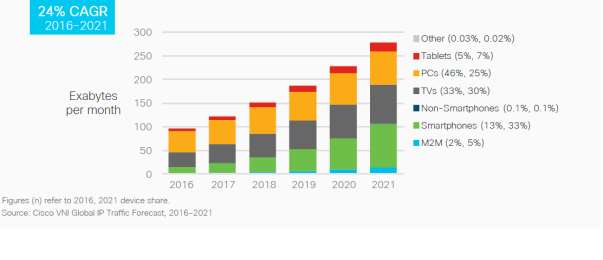 24% CAGR
2016–2021
Exabytes
per month
300
250
200
150
100
50
0
2016 2017 2018 2019 2020 2021
Other (0.03%, 0.02%)
Tablets (5%, 7%)
PCs (46%, 25%)
TVs (33%, 30%)
Non-Smartphones (0.1%, 0.1%)
Smartphones (13%, 33%)
M2M (2%, 5%)
Figures (n) refer to 2016, 2021 device share.
Source: Cisco VNI Global IP Traffic Forecast, 2016–2021